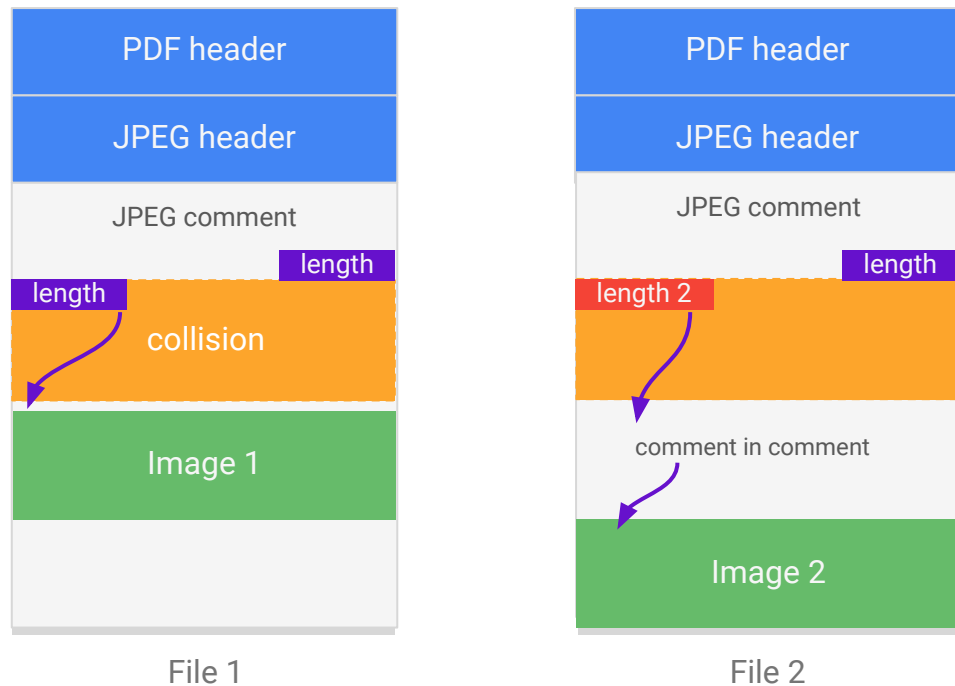 PDF header
JPEG header
JPEG comment
length
length
collision
Image 1
File 1
PDF header
JPEG header
JPEG comment
length
length 2
comment in comment
Image 2
File 2